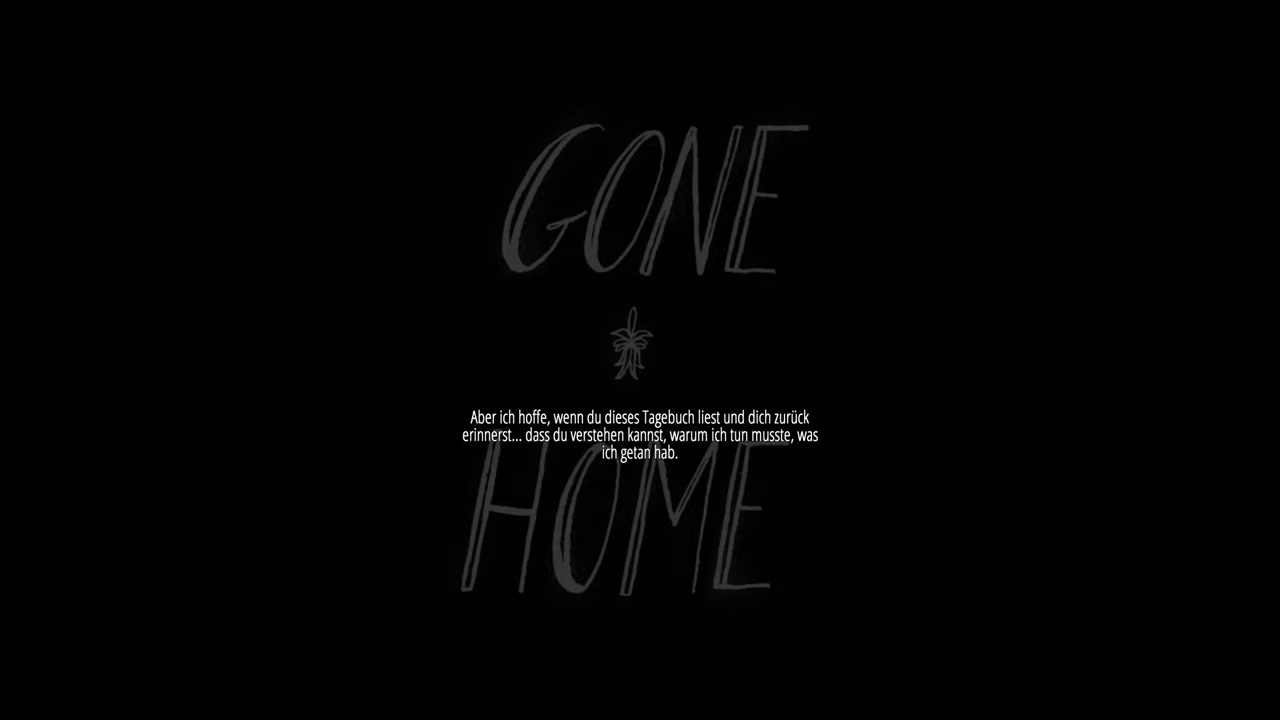 GONE
Aber ich hoffe, wenn du dieses Tagebuch liest und dich zurück
erinnerst... dass du verstehen kannst, warum ich tun musste, was
ich getan hab.
HOME